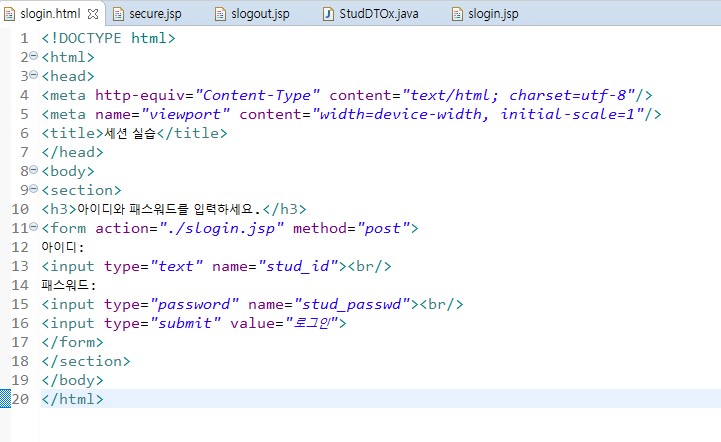 slogin.html secure.jsp slogout.jsp StudDTOx.java slogin.jsp
1 <!DOCTYPE html>
2 <html>
3 <head>
4 <meta http-equiv="Content-Type" content="text/html; charset=utf-8"/>
5 <meta name="viewport" content="width=device-width, initial-scale=1"/>
6 <title>세션 실습</title>
7 </head>
8 <body>
9 <section>
10 <h3>아이디와 패스워드를 입력하세요.</h3>
11 <form action="./slogin.jsp" method="post">
12 아이디:
13 <input type="text" name="stud_id"><br/>
14 패스워드:
15 <input type="password" name="stud_passwd"><br/>
16 <input type="submit" value="로그인">
17 </form>
18 </section>
19 </body>
20 </html>